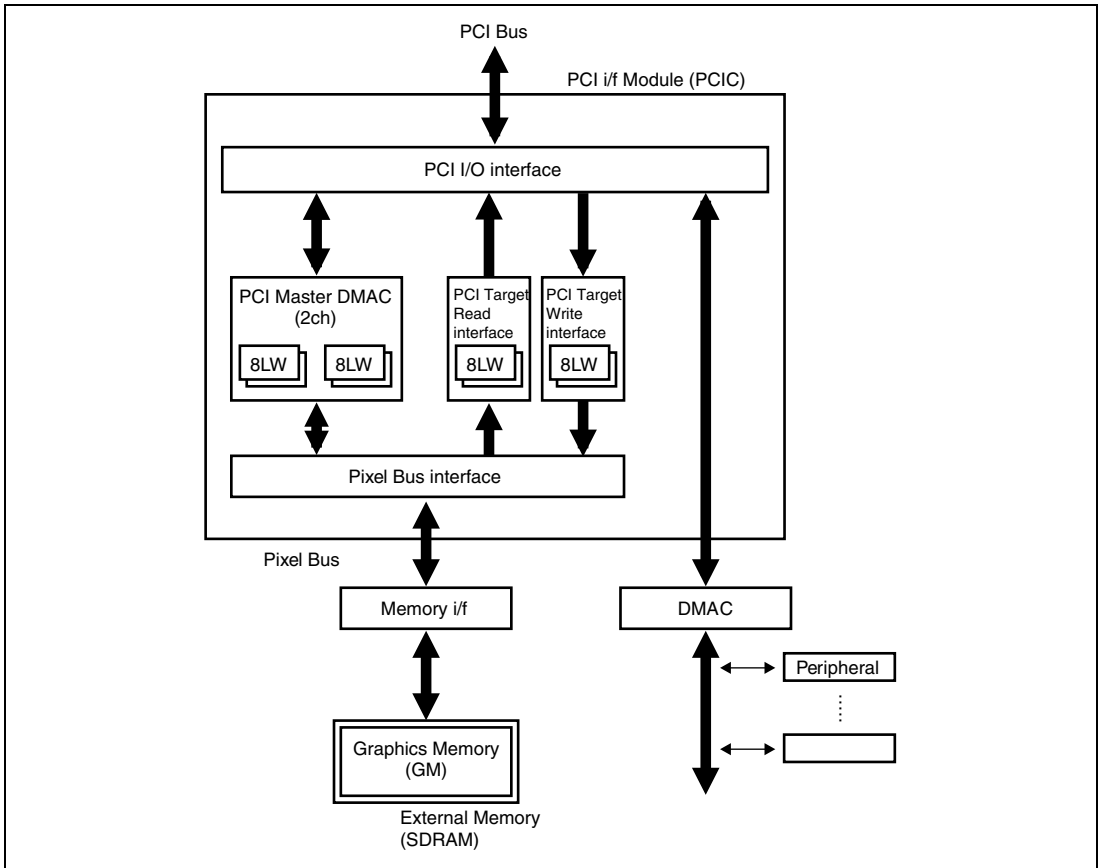 PCI Bus
PCI i/f Module (PCIC)
PCI I/O interface
PCI Master DMAC
(2ch)
8LW
8LW
PCI Target
Read
interface
8LW
PCI Target
Write
interface
8LW
Pixel Bus interface
Pixel Bus
Memory i/f
DMAC
Peripheral
Graphics Memory
(GM)
External Memory
(SDRAM)